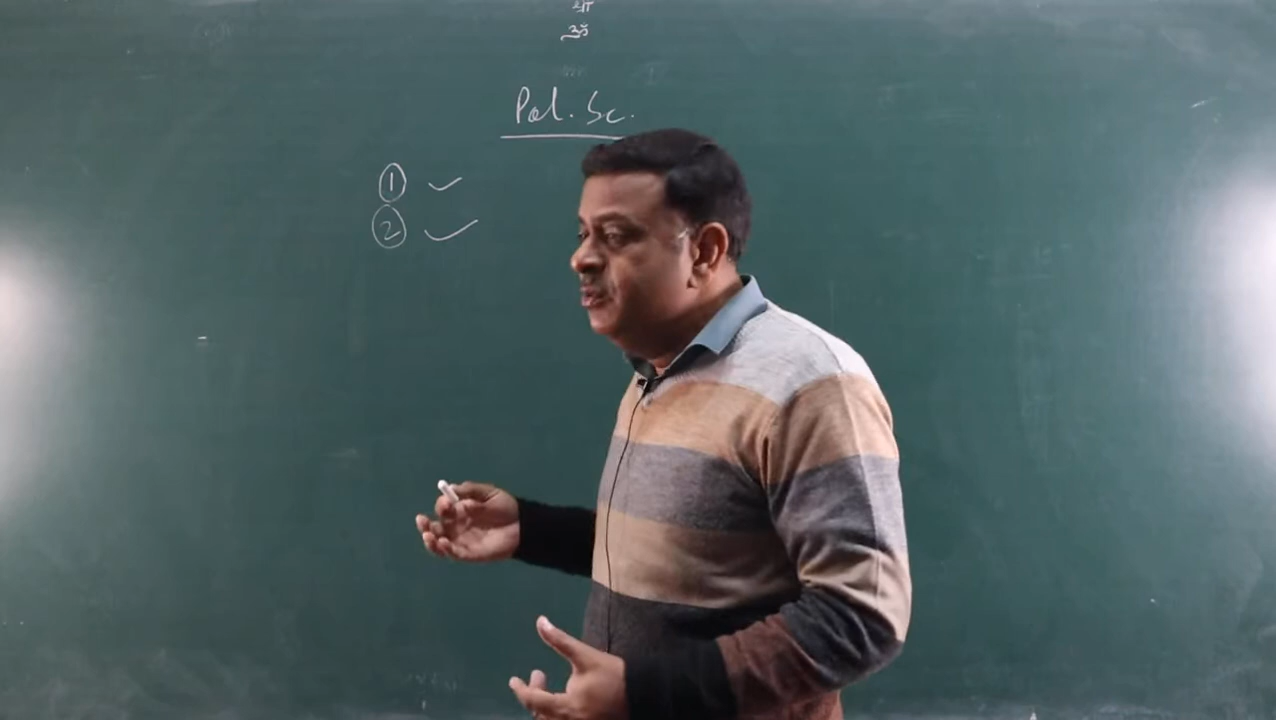 श्री
ॐ
Pol. Sc.
① ✓
② ✓